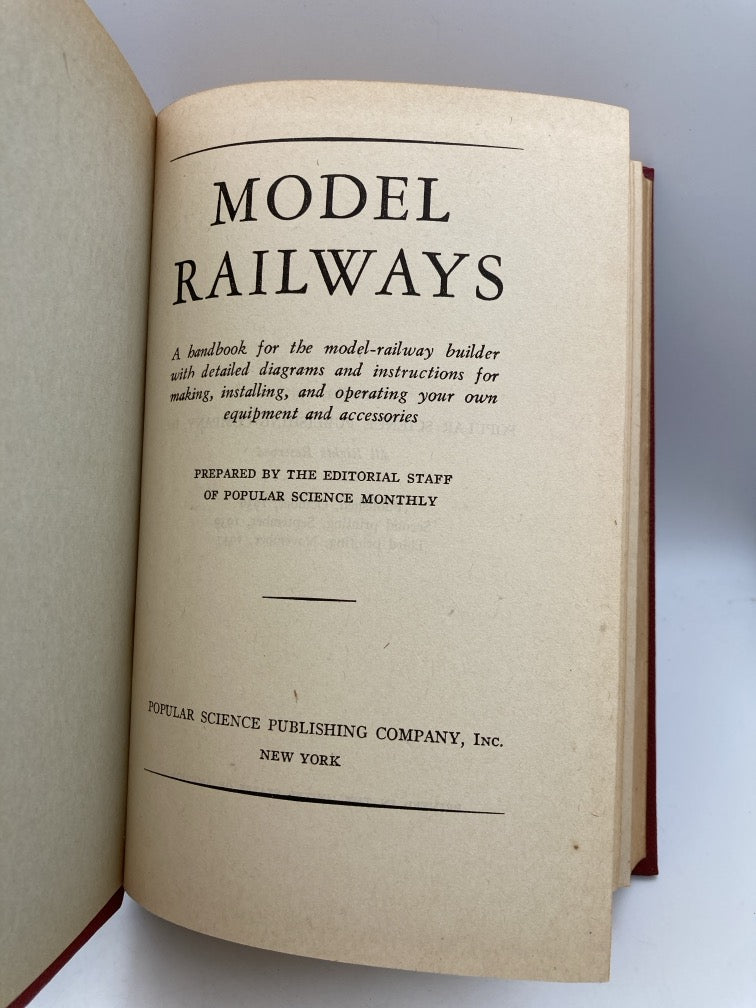 MODEL
RAILWAYS
A handbook for the model-railway builder
with detailed diagrams and instructions for
making, installing, and operating your own
equipment and accessories
PREPARED BY THE EDITORIAL STAFF
OF POPULAR SCIENCE MONTHLY
POPULAR SCIENCE PUBLISHING COMPANY, INC.
NEW YORK